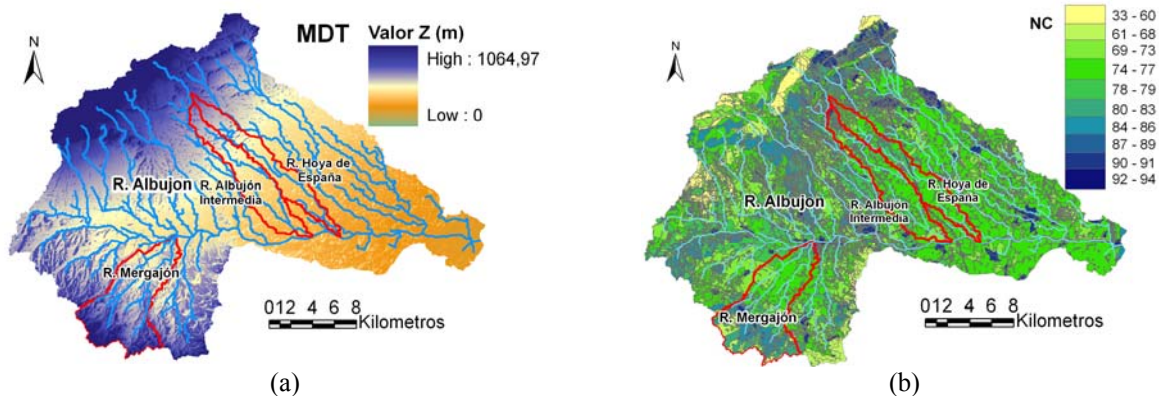 MDT
Valor Z (m)
High : 1064,97
Low : 0
N
R. Hoya de
España
R. Albujon
R. Albujón
Intermedia
R. Mergajón
012 4 6 8
Kilometros
(a)
NC
33 - 60
61 - 68
69 - 73
74 - 77
78 - 79
80 - 83
84 - 86
87 - 89
90 - 91
92 - 94
N
R. Hoya de
España
R. Albujon
R. Albujón
Intermedia
R. Mergajón
012 4 6 8
Kilometros
(b)